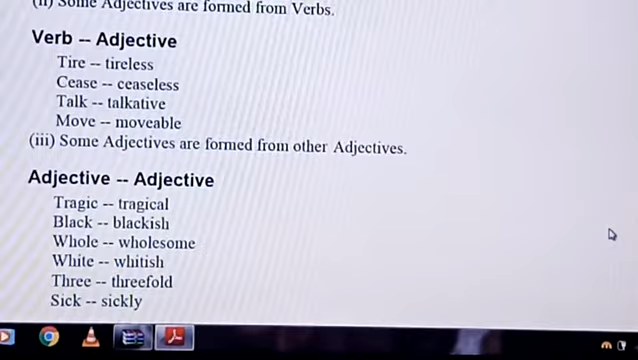 (ii) Some Adjectives are formed from Verbs.
Verb -- Adjective
Tire -- tireless
Cease -- ceaseless
Talk -- talkative
Move -- moveable
(iii) Some Adjectives are formed from other Adjectives.
Adjective -- Adjective
Tragic -- tragical
Black -- blackish
Whole -- wholesome
White -- whitish
Three -- threefold
Sick -- sickly